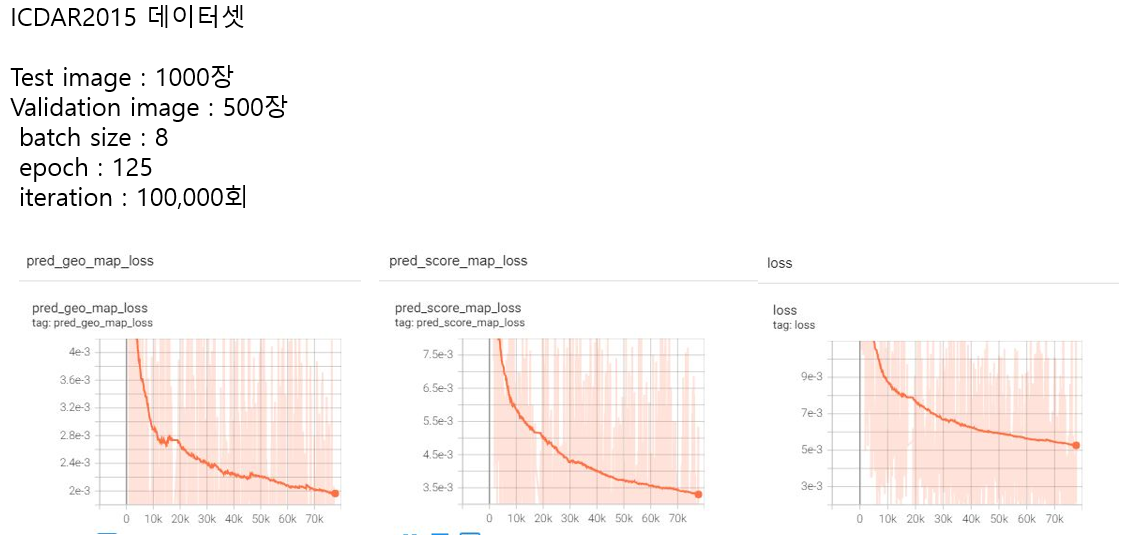 ICDAR2015 데이터셋
Test image : 1000장
Validation image : 500장
batch size : 8
epoch : 125
iteration : 100,000회
pred_geo_map_loss
pred_score_map_loss
loss
pred_geo_map_loss
tag: pred_geo_map_loss
4e-3
3.6e-3
3.2e-3
2.8e-3
2.4e-3
2e-3
0 10k 20k 30k 40k 50k 60k 70k
pred_score_map_loss
tag: pred_score_map_loss
7.5e-3
6.5e-3
5.5e-3
4.5e-3
3.5e-3
0 10k 20k 30k 40k 50k 60k 70k
loss
tag: loss
9e-3
7e-3
5e-3
3e-3
0 10k 20k 30k 40k 50k 60k 70k